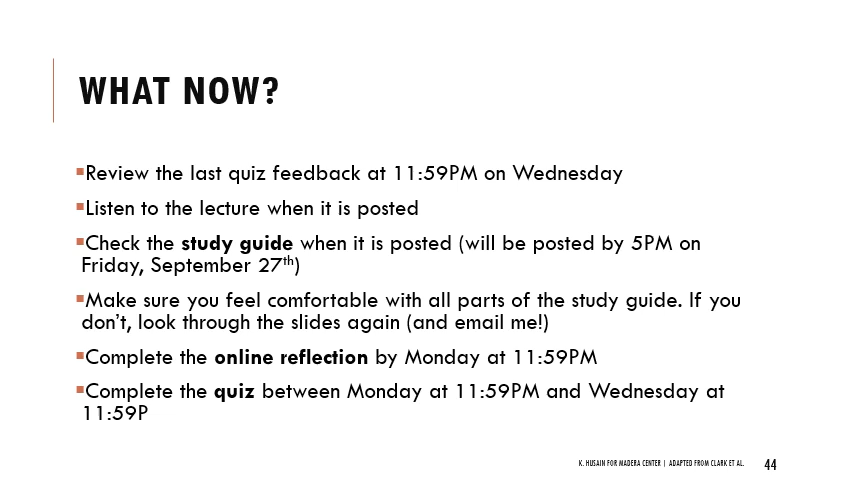 WHAT NOW?
▪Review the last quiz feedback at 11:59PM on Wednesday
▪Listen to the lecture when it is posted
▪Check the study guide when it is posted (will be posted by 5PM on
Friday, September 27th)
▪Make sure you feel comfortable with all parts of the study guide. If you
don't, look through the slides again (and email me!)
▪Complete the online reflection by Monday at 11:59PM
▪Complete the quiz between Monday at 11:59PM and Wednesday at
11:59P
K. HUSAIN FOR MADERA CENTER | ADAPTED FROM CLARK ET AL. 44